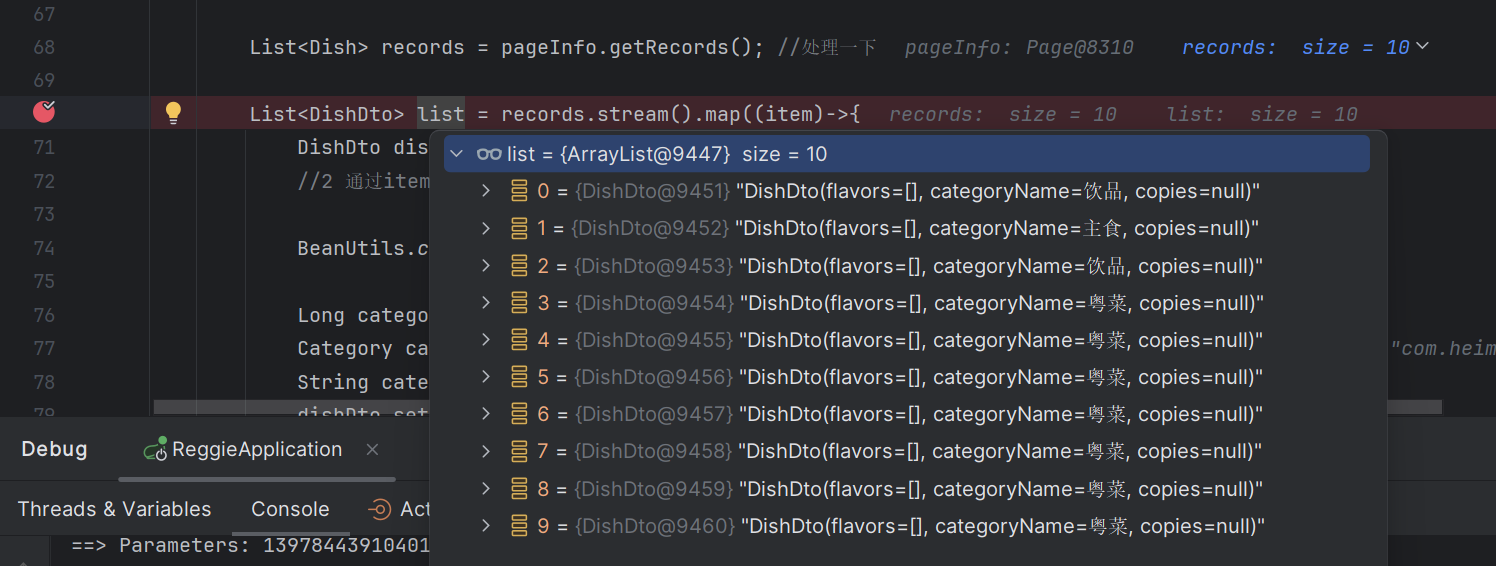 67
68 List<Dish> records = pageInfo.getRecords(); //处理一下 pageInfo: Page@8310 records: size = 10
69
List<DishDto> list = records.stream().map((item)->{ records: size = 10 list: size = 10
list = {ArrayList@9447} size = 10
71 DishDto dis
0 = {DishDto@9451} "DishDto(flavors=[], categoryName=饮品, copies=null)"
72 //2 通过item
1 = {DishDto@9452} "DishDto(flavors=[], categoryName=主食, copies=null)"
73
74 BeanUtils.c
2 = {DishDto@9453} "DishDto(flavors=[], categoryName=饮品, copies=null)"
75
3 = {DishDto@9454} "DishDto(flavors=[], categoryName=粤菜, copies=null)"
76 Long catego
4 = {DishDto@9455} "DishDto(flavors=[], categoryName=粤菜, copies=null)"
77 Category ca "com.heim
5 = {DishDto@9456} "DishDto(flavors=[], categoryName=粤菜, copies=null)"
78 String cate
6 = {DishDto@9457} "DishDto(flavors=[], categoryName=粤菜, copies=null)"
79 dishDto.set
7 = {DishDto@9458} "DishDto(flavors=[], categoryName=粤菜, copies=null)"
8 = {DishDto@9459} "DishDto(flavors=[], categoryName=粤菜, copies=null)"
9 = {DishDto@9460} "DishDto(flavors=[], categoryName=粤菜, copies=null)"
Debug ReggieApplication
Threads & Variables Console Act
==> Parameters: 13978443910401